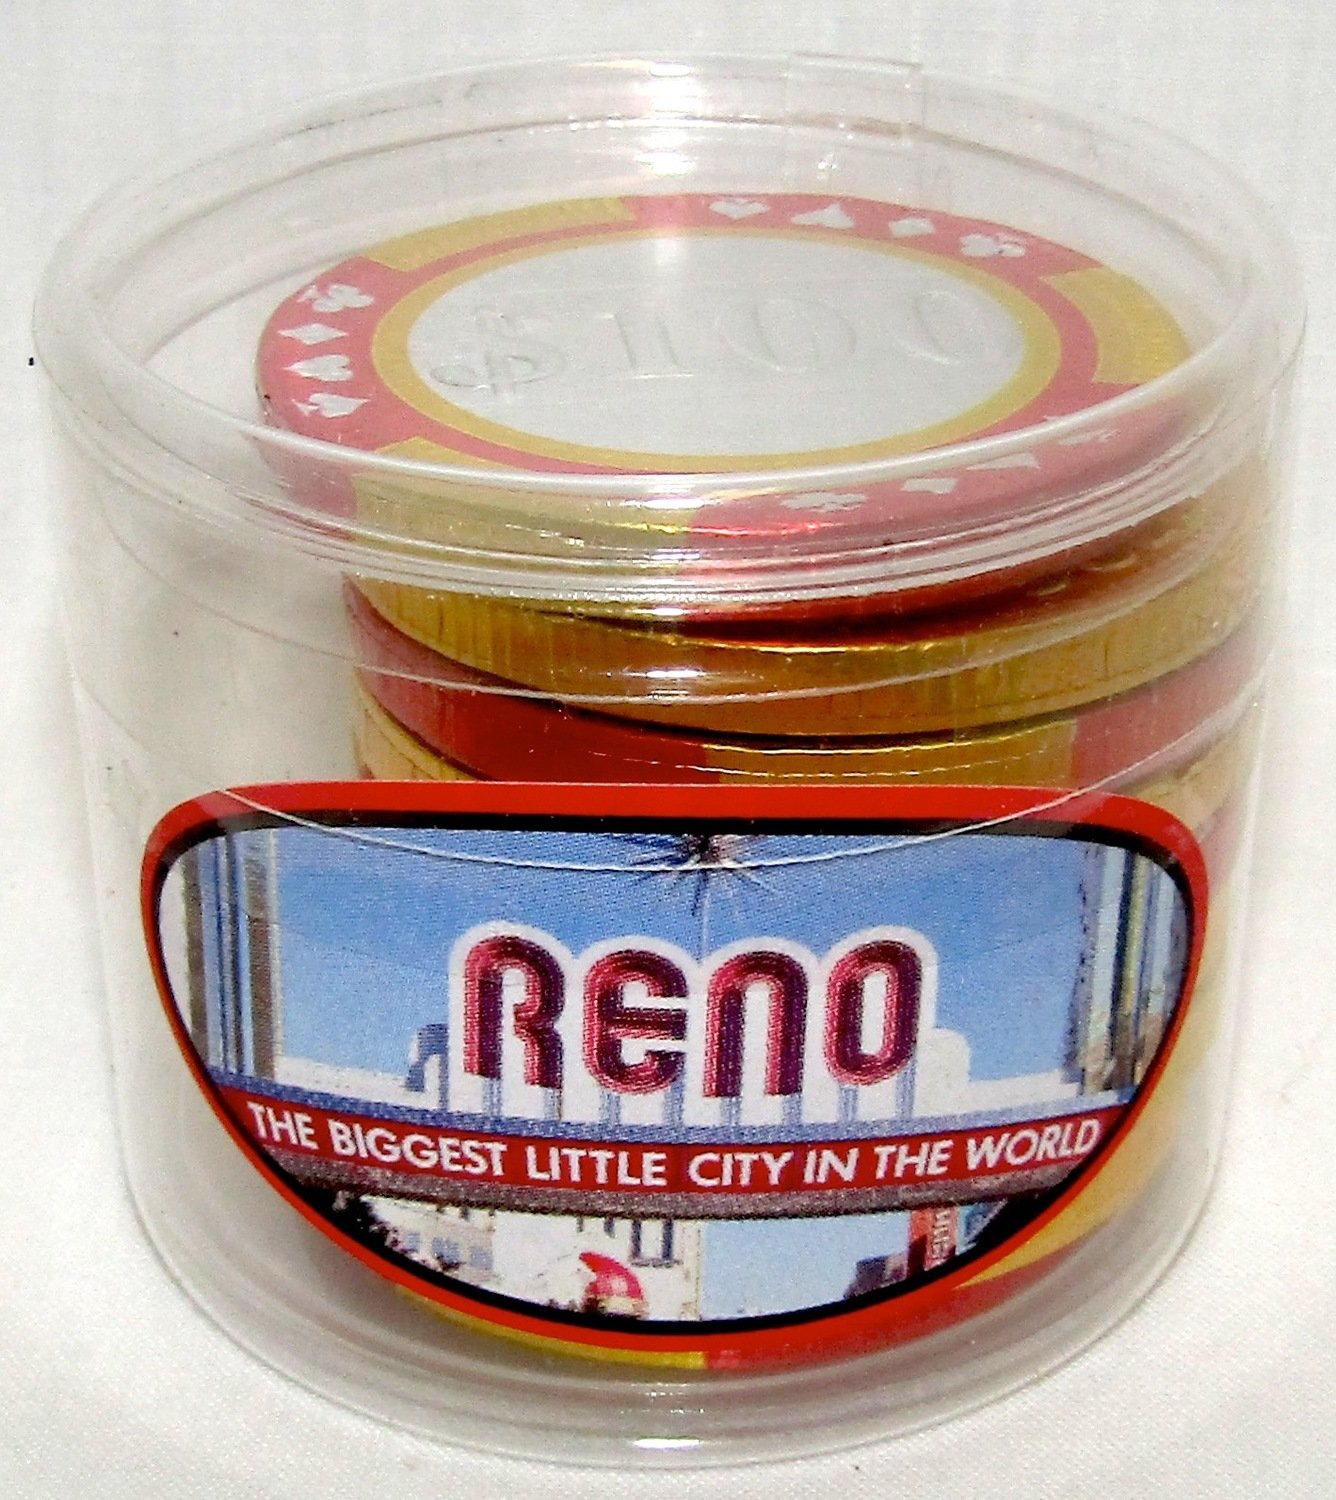 $100
RENO
THE BIGGEST LITTLE CITY IN THE WORLD